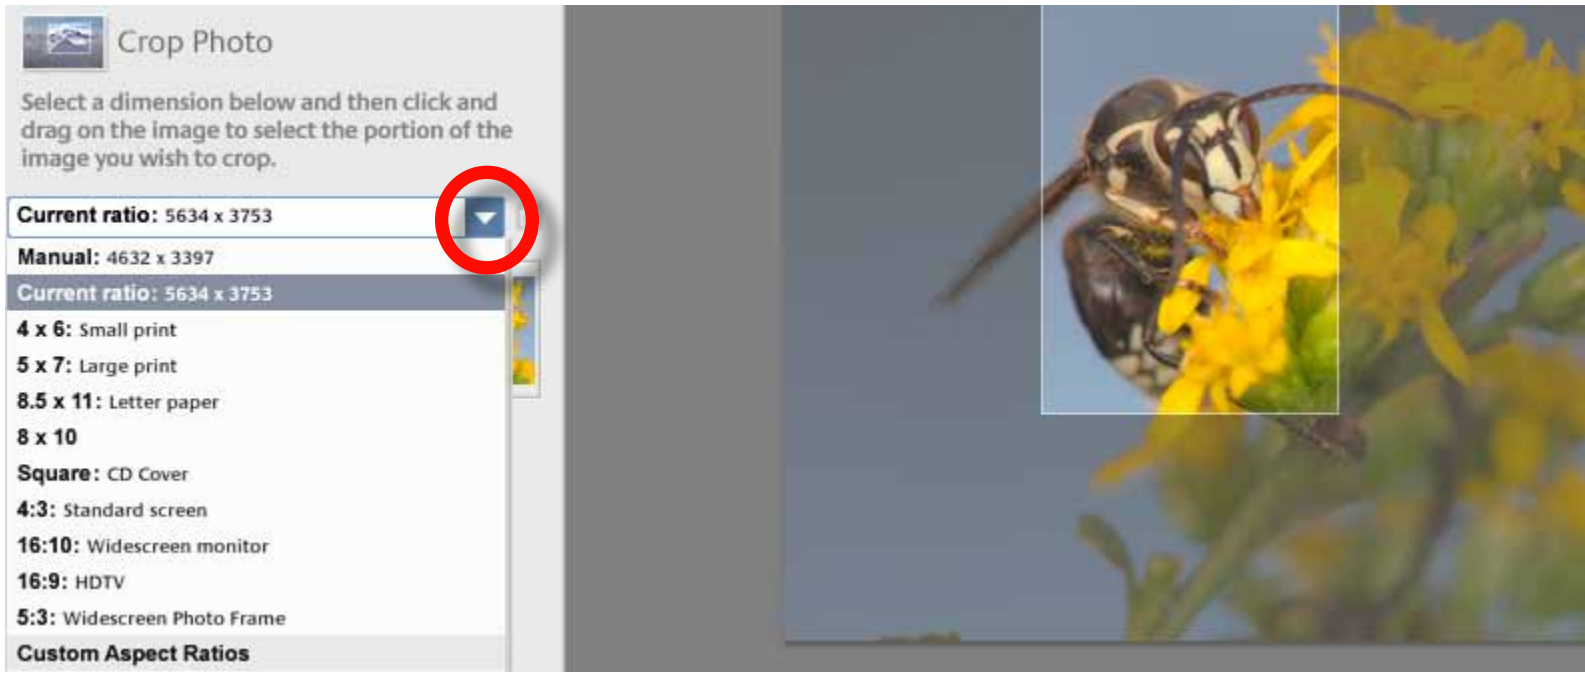 Crop Photo
Select a dimension below and then click and
drag on the image to select the portion of the
image you wish to crop.
Current ratio: 5634 x 3753
Manual: 4632 x 3397
Current ratio: 5634 x 3753
4 x 6: Small print
5 x 7: Large print
8.5 x 11: Letter paper
8 x 10
Square: CD Cover
4:3: Standard screen
16:10: Widescreen monitor
16:9: HDTV
5:3: Widescreen Photo Frame
Custom Aspect Ratios